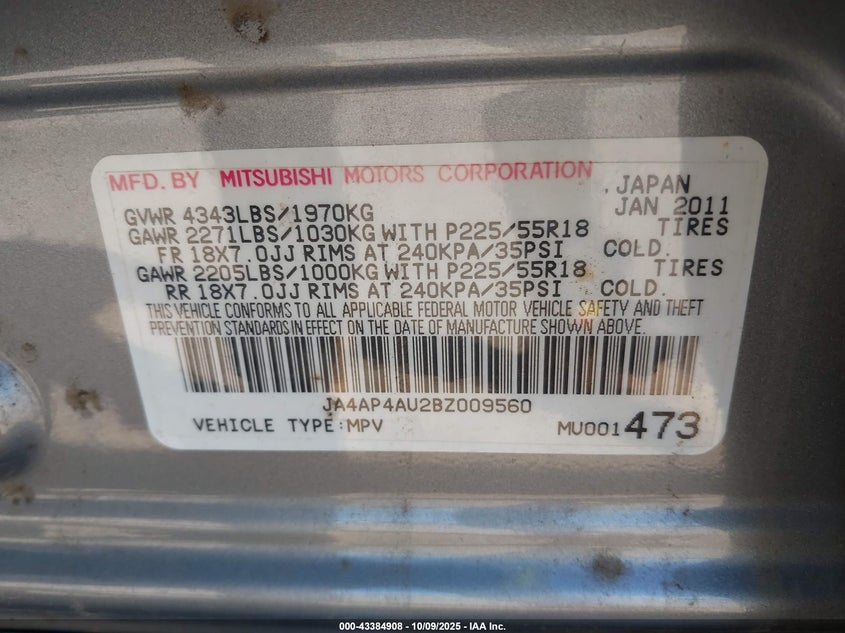 MFD. BY MITSUBISHI MOTORS CORPORATION , JAPAN
GVWR 4343LBS/1970KG JAN 2011
GAWR 2271LBS/1030KG WITH P225/55R18 TIRES
FR 18X7.0JJ RIMS AT 240KPA/35PSI COLD.
GAWR 2205LBS/1000KG WITH P225/55R18 TIRES
RR 18X7.0JJ RIMS AT 240KPA/35PSI COLD.
THIS VEHICLE CONFORMS TO ALL APPLICABLE FEDERAL MOTOR VEHICLE SAFETY AND THEFT
PREVENTION STANDARDS IN EFFECT ON THE DATE OF MANUFACTURE SHOWN ABOVE.
JA4AP4AU2BZ009560
VEHICLE TYPE:MPV MU001473
000-43384908 - 10/09/2025 - IAA Inc.